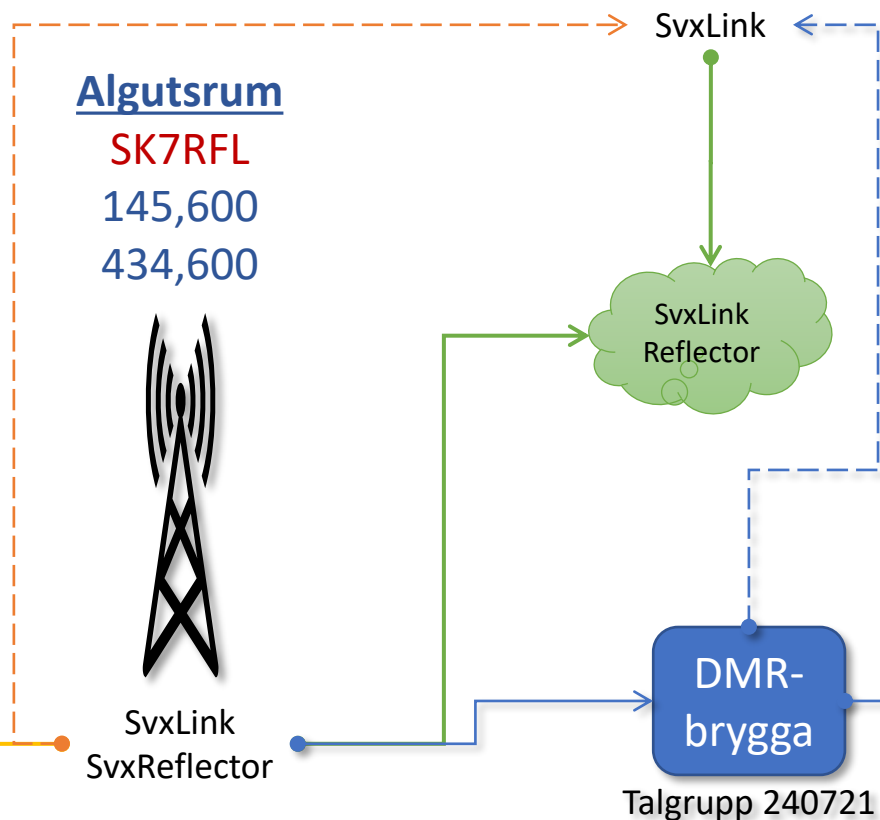 SvxLink
Algutsrum
SK7RFL
145,600
434,600
SvxLink
Reflector
DMR-
brygga
SvxLink
SvxReflector
Talgrupp 240721